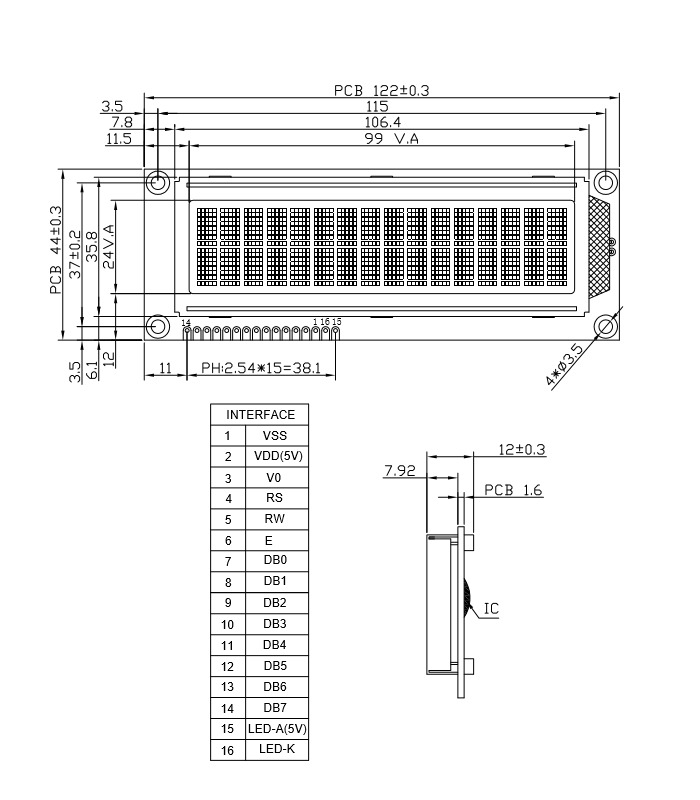 PCB 122±0.3
3.5
115
7.8
106.4
11.5
99 V.A
PCB 44±0.3
37±0.2
35.8
24V.A
14
1 16 15
3.5
6.1
12
11
PH:2.54*15=38.1
4*ø3.5
INTERFACE
1 VSS
2 VDD(5V)
3 V0
4 RS
5 RW
6 E
7 DB0
8 DB1
9 DB2
10 DB3
11 DB4
12 DB5
13 DB6
14 DB7
15 LED-A(5V)
16 LED-K
12±0.3
7.92
PCB 1.6
IC